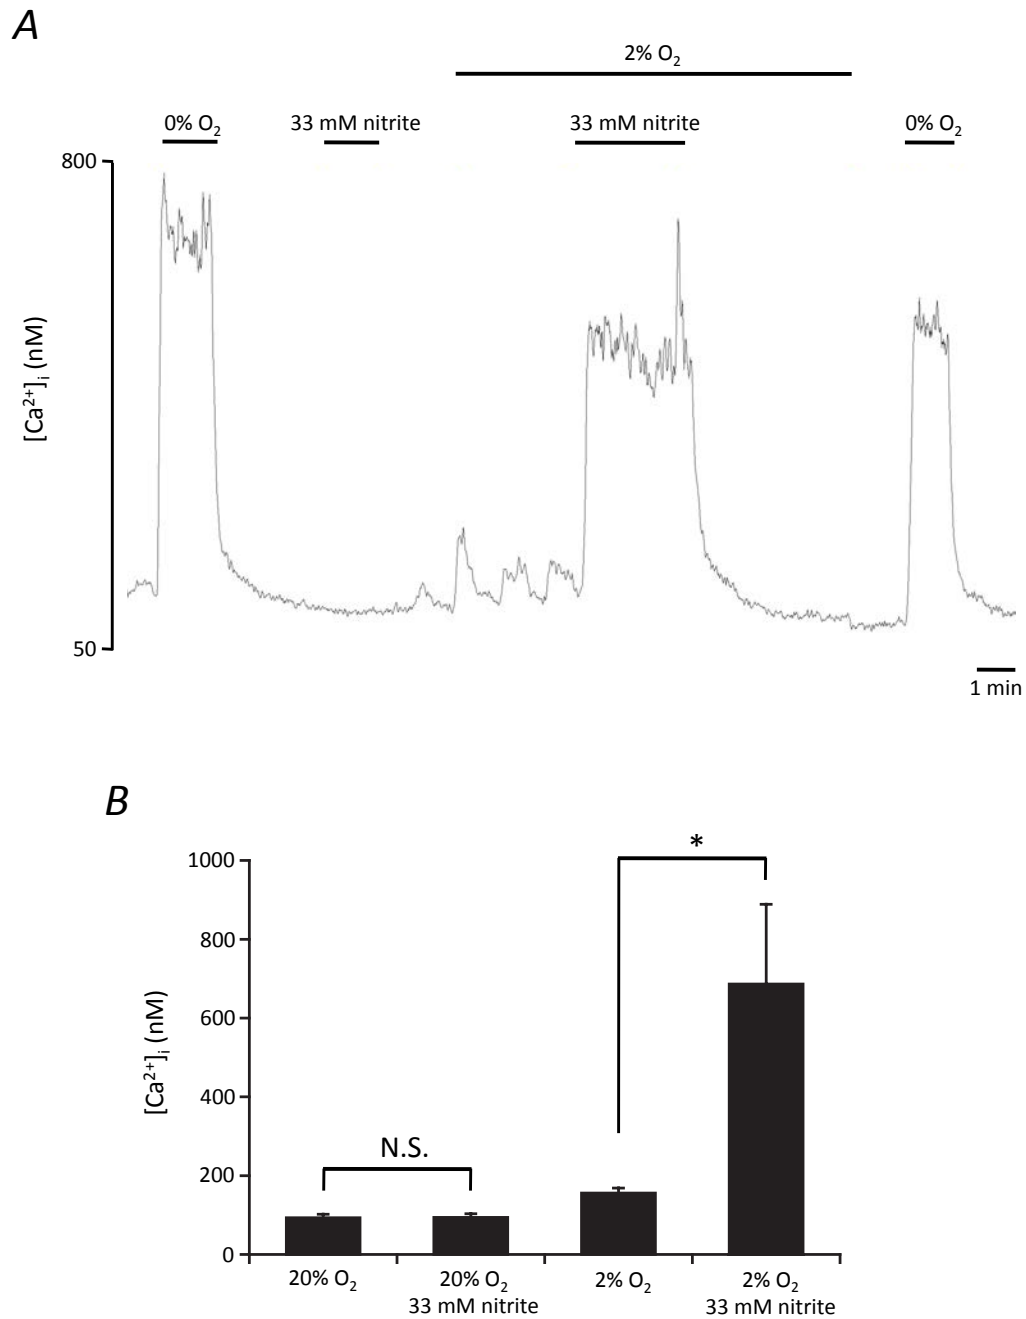 A
2% O₂
0% O₂ 33 mM nitrite 33 mM nitrite 0% O₂
800
[Ca²⁺]ᵢ (nM)
50
1 min
B
*
1000
800
600
400
200
0
[Ca²⁺]ᵢ (nM)
N.S.
20% O₂ 20% O₂ 2% O₂ 2% O₂
33 mM nitrite 33 mM nitrite